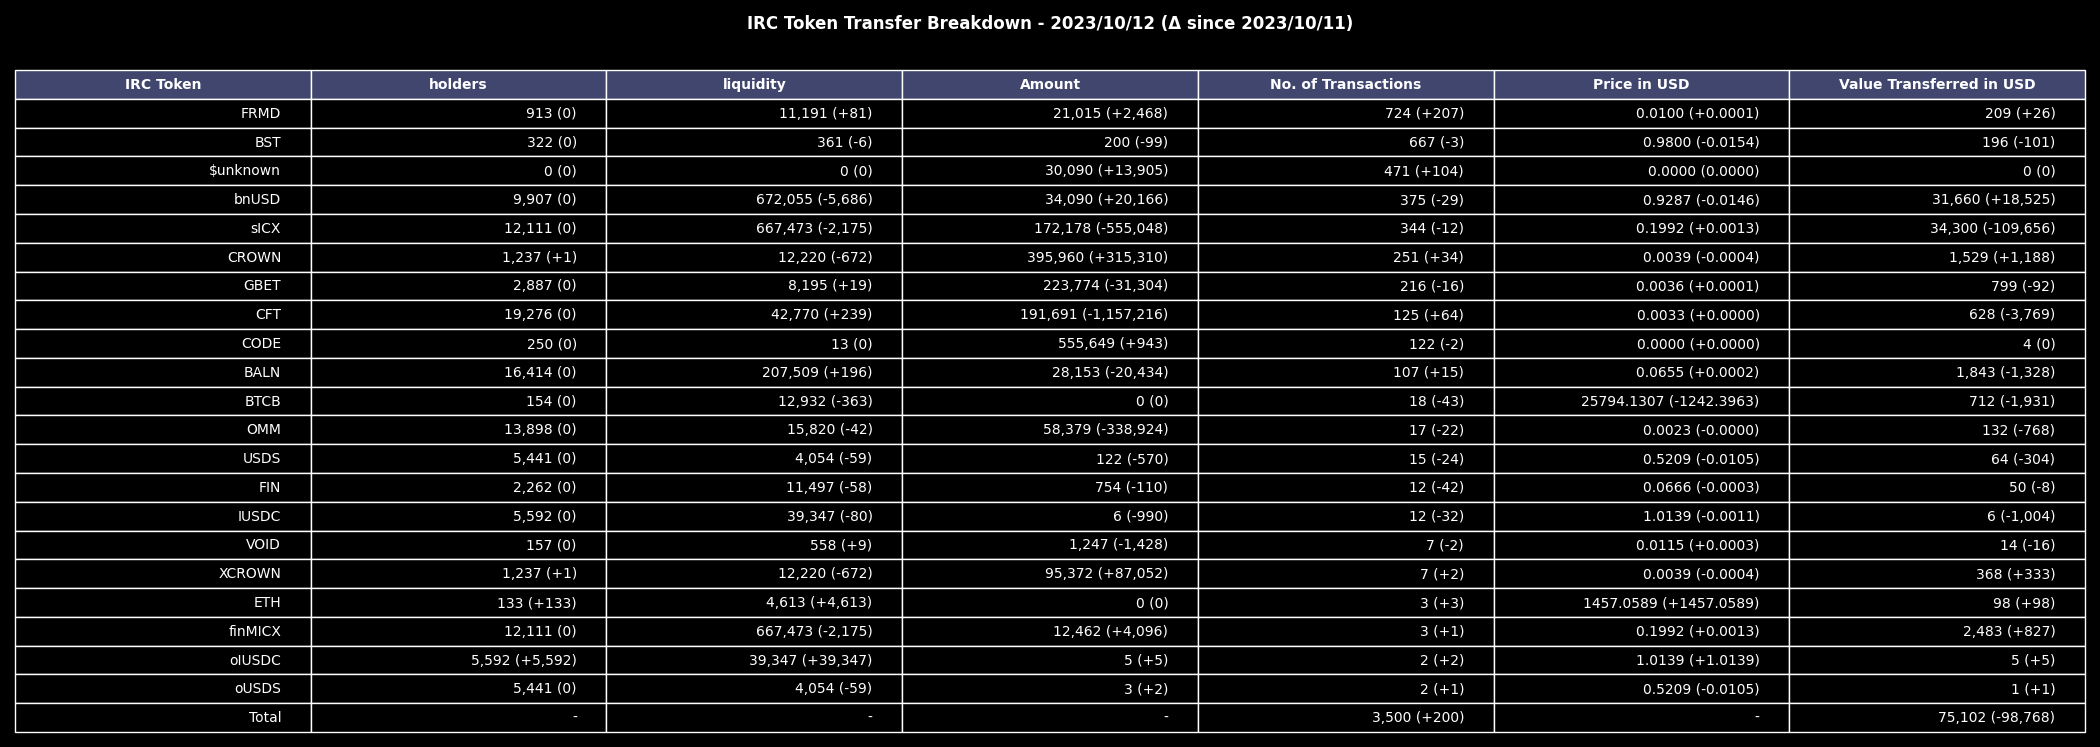 IRC Token Transfer Breakdown - 2023/10/12 (Δ since 2023/10/11)
IRC Token holders liquidity Amount No. of Transactions Price in USD Value Transferred in USD
FRMD 913 (0) 11,191 (+81) 21,015 (+2,468) 724 (+207) 0.0100 (+0.0001) 209 (+26)
BST 322 (0) 361 (-6) 200 (-99) 667 (-3) 0.9800 (-0.0154) 196 (-101)
$unknown 0 (0) 0 (0) 30,090 (+13,905) 471 (+104) 0.0000 (0.0000) 0 (0)
bnUSD 9,907 (0) 672,055 (-5,686) 34,090 (+20,166) 375 (-29) 0.9287 (-0.0146) 31,660 (+18,525)
sICX 12,111 (0) 667,473 (-2,175) 172,178 (-555,048) 344 (-12) 0.1992 (+0.0013) 34,300 (-109,656)
CROWN 1,237 (+1) 12,220 (-672) 395,960 (+315,310) 251 (+34) 0.0039 (-0.0004) 1,529 (+1,188)
GBET 2,887 (0) 8,195 (+19) 223,774 (-31,304) 216 (-16) 0.0036 (+0.0001) 799 (-92)
CFT 19,276 (0) 42,770 (+239) 191,691 (-1,157,216) 125 (+64) 0.0033 (+0.0000) 628 (-3,769)
CODE 250 (0) 13 (0) 555,649 (+943) 122 (-2) 0.0000 (+0.0000) 4 (0)
BALN 16,414 (0) 207,509 (+196) 28,153 (-20,434) 107 (+15) 0.0655 (+0.0002) 1,843 (-1,328)
BTCB 154 (0) 12,932 (-363) 0 (0) 18 (-43) 25794.1307 (-1242.3963) 712 (-1,931)
OMM 13,898 (0) 15,820 (-42) 58,379 (-338,924) 17 (-22) 0.0023 (-0.0000) 132 (-768)
USDS 5,441 (0) 4,054 (-59) 122 (-570) 15 (-24) 0.5209 (-0.0105) 64 (-304)
FIN 2,262 (0) 11,497 (-58) 754 (-110) 12 (-42) 0.0666 (-0.0003) 50 (-8)
IUSDC 5,592 (0) 39,347 (-80) 6 (-990) 12 (-32) 1.0139 (-0.0011) 6 (-1,004)
VOID 157 (0) 558 (+9) 1,247 (-1,428) 7 (-2) 0.0115 (+0.0003) 14 (-16)
XCROWN 1,237 (+1) 12,220 (-672) 95,372 (+87,052) 7 (+2) 0.0039 (-0.0004) 368 (+333)
ETH 133 (+133) 4,613 (+4,613) 0 (0) 3 (+3) 1457.0589 (+1457.0589) 98 (+98)
finMICX 12,111 (0) 667,473 (-2,175) 12,462 (+4,096) 3 (+1) 0.1992 (+0.0013) 2,483 (+827)
oIUSDC 5,592 (+5,592) 39,347 (+39,347) 5 (+5) 2 (+2) 1.0139 (+1.0139) 5 (+5)
oUSDS 5,441 (0) 4,054 (-59) 3 (+2) 2 (+1) 0.5209 (-0.0105) 1 (+1)
Total - - - 3,500 (+200) - 75,102 (-98,768)